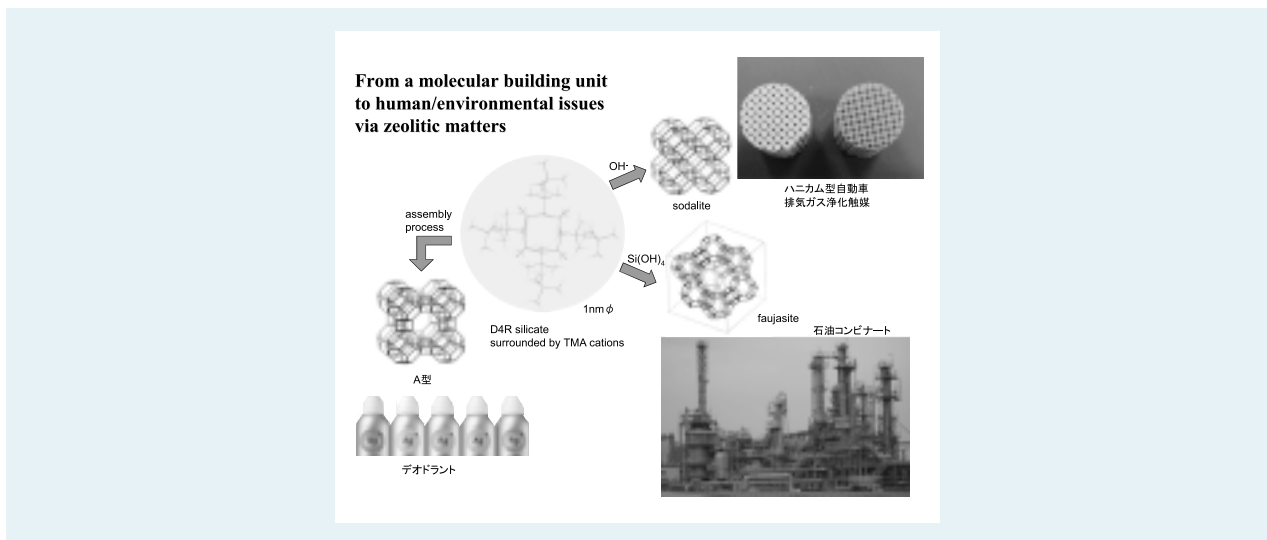 From a molecular building unit
to human/environmental issues
via zeolitic matters
OH-
sodalite
ハニカム型自動車
排気ガス浄化触媒
assembly
process
Si(OH)4
1nmφ
faujasite
D4R silicate
surrounded by TMA cations
石油コンビナート
A型
デオドラント